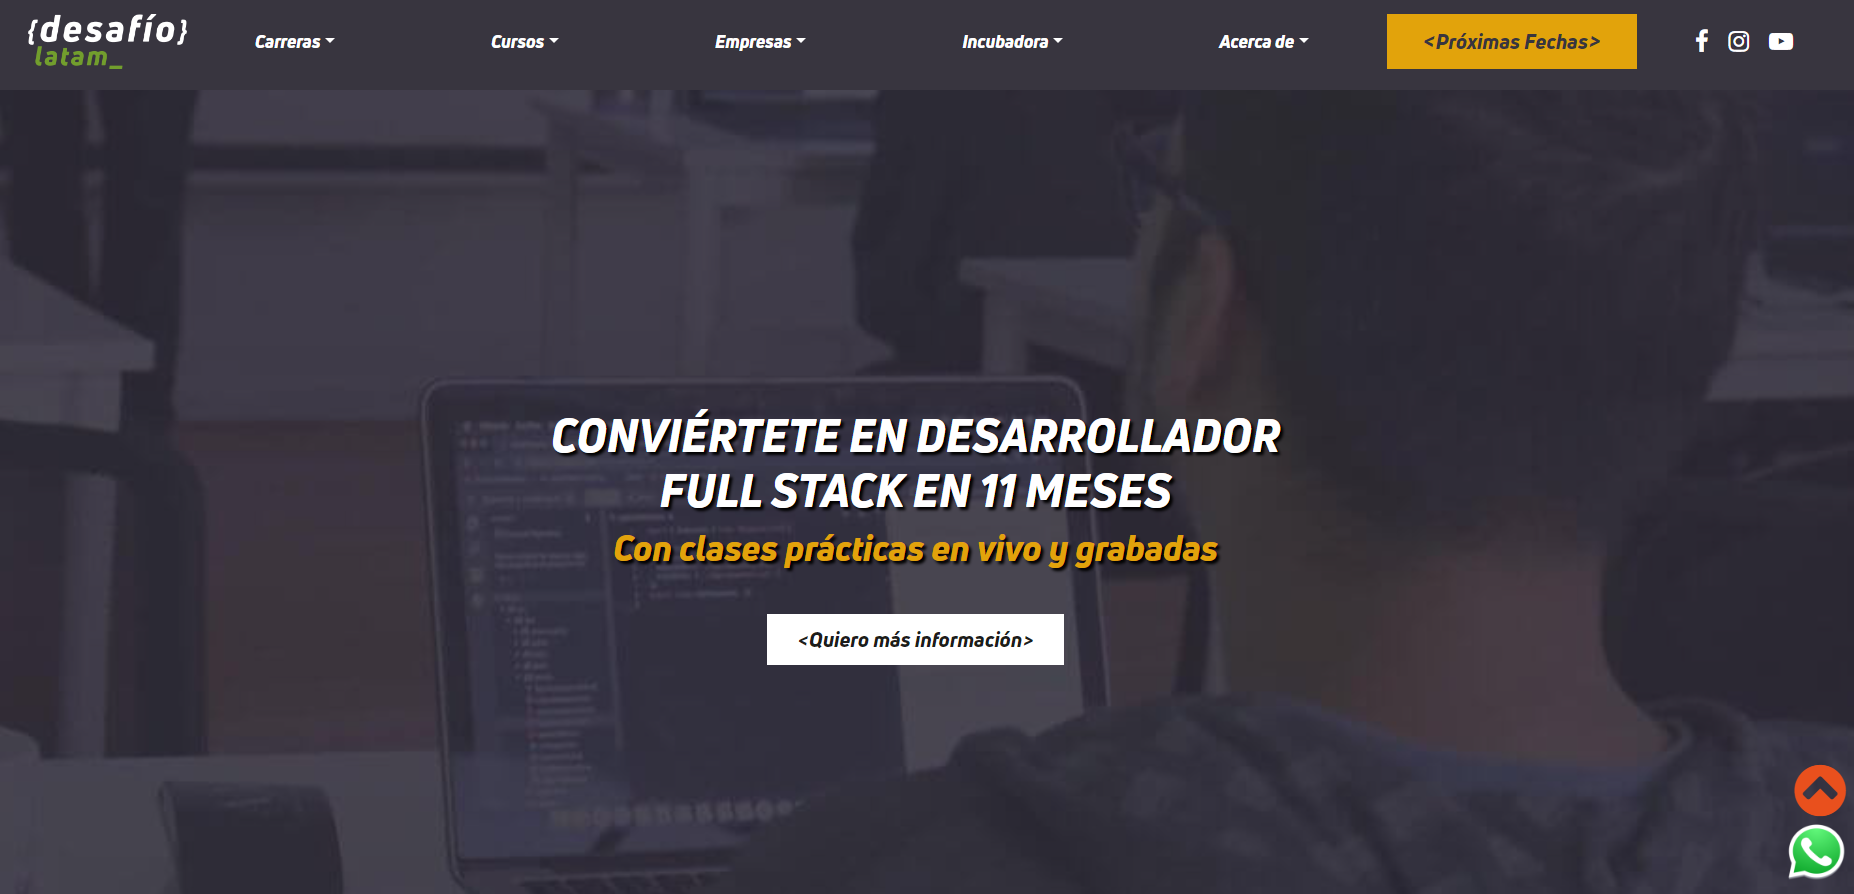 {desafío}
latam_
Carreras
Cursos
Empresas
Incubadora
Acerca de
<Próximas Fechas>
CONVIÉRTETE EN DESARROLLADOR
FULL STACK EN 11 MESES
Con clases prácticas en vivo y grabadas
<Quiero más información>